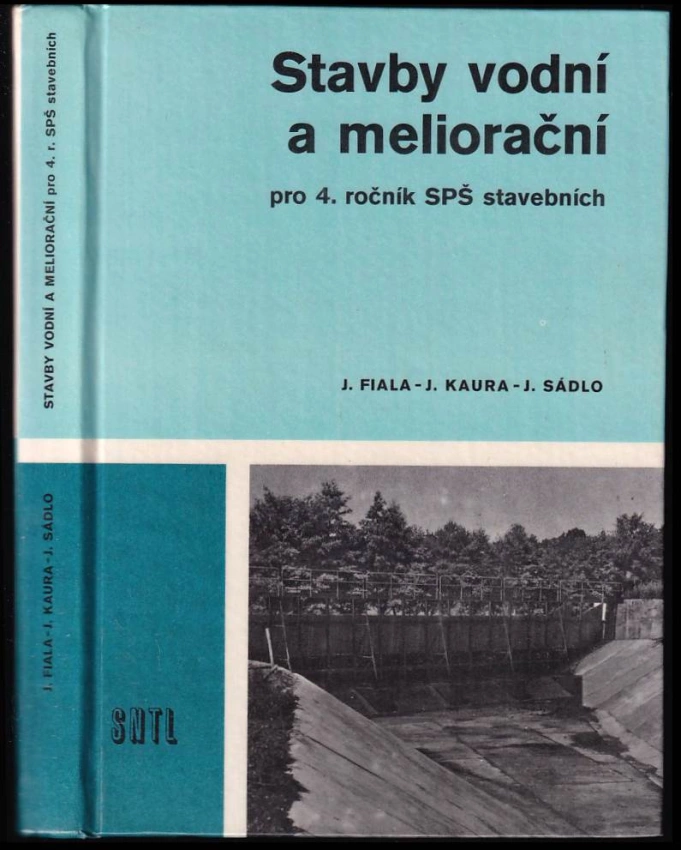 Stavby vodní
a meliorační
pro 4. ročník SPŠ stavebních
J. FIALA-J. KAURA-J. SÁDLO
SNTL
STAVBY VODNÍ A MELIORAČNÍ pro 4. r. SPŠ stavebních
J. FIALA-J. KAURA-J. SÁDLO